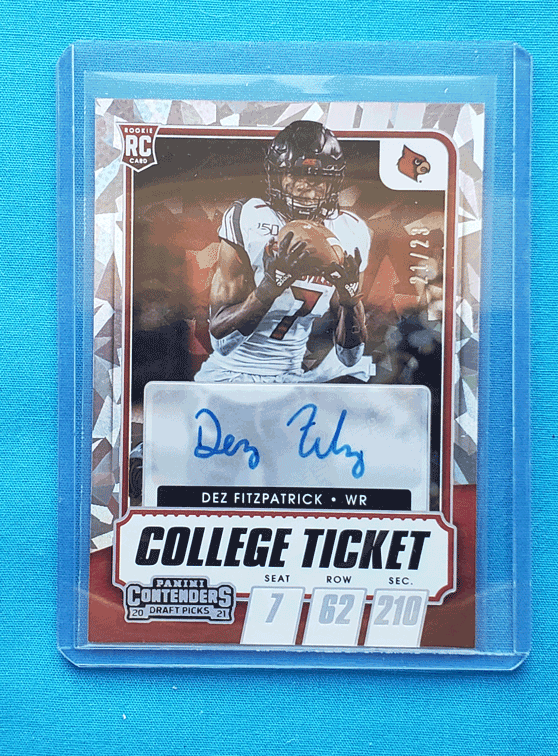 ROOKIE
RC
CARD
150
21/23
7
Dez Fitz
DEZ FITZPATRICK • WR
COLLEGE TICKET
SEAT ROW SEC.
7 62 210
PANINI
CONTENDERS
DRAFT PICKS
20 21